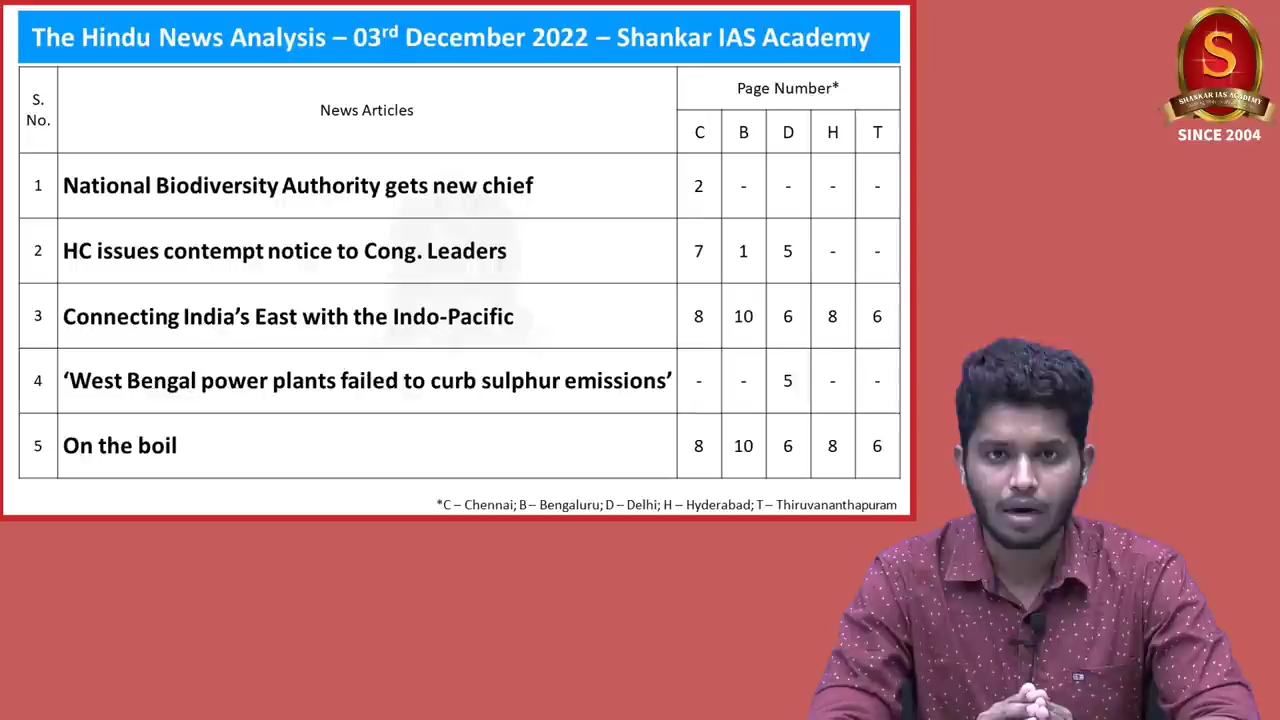 The Hindu News Analysis – 03rd December 2022 – Shankar IAS Academy
S. No. News Articles Page Number*
C B D H T
1 National Biodiversity Authority gets new chief 2 - - - -
2 HC issues contempt notice to Cong. Leaders 7 1 5 - -
3 Connecting India's East with the Indo-Pacific 8 10 6 8 6
4 ‘West Bengal power plants failed to curb sulphur emissions’ - - 5 - -
5 On the boil 8 10 6 8 6
*C – Chennai; B – Bengaluru; D – Delhi; H – Hyderabad; T – Thiruvananthapuram
S
SHANKAR IAS ACADEMY
SINCE 2004